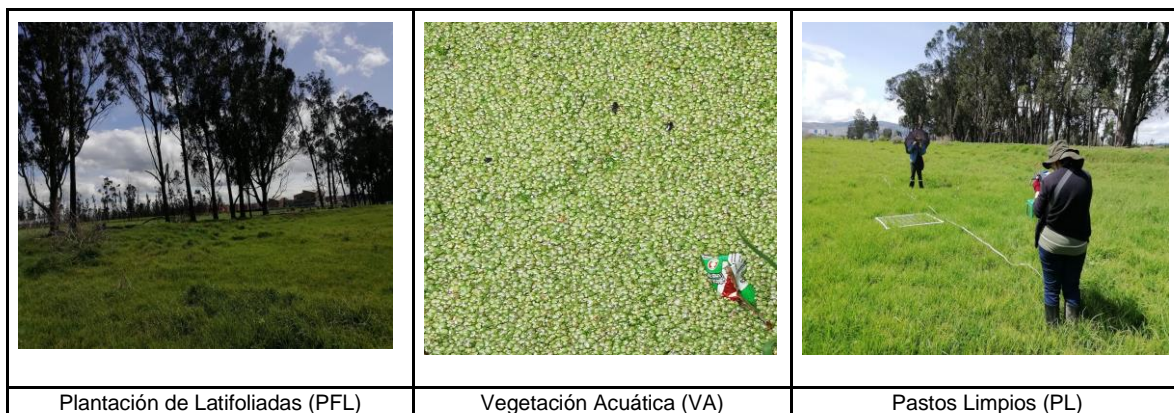 Plantación de Latifoliadas (PFL)
Vegetación Acuática (VA)
Pastos Limpios (PL)